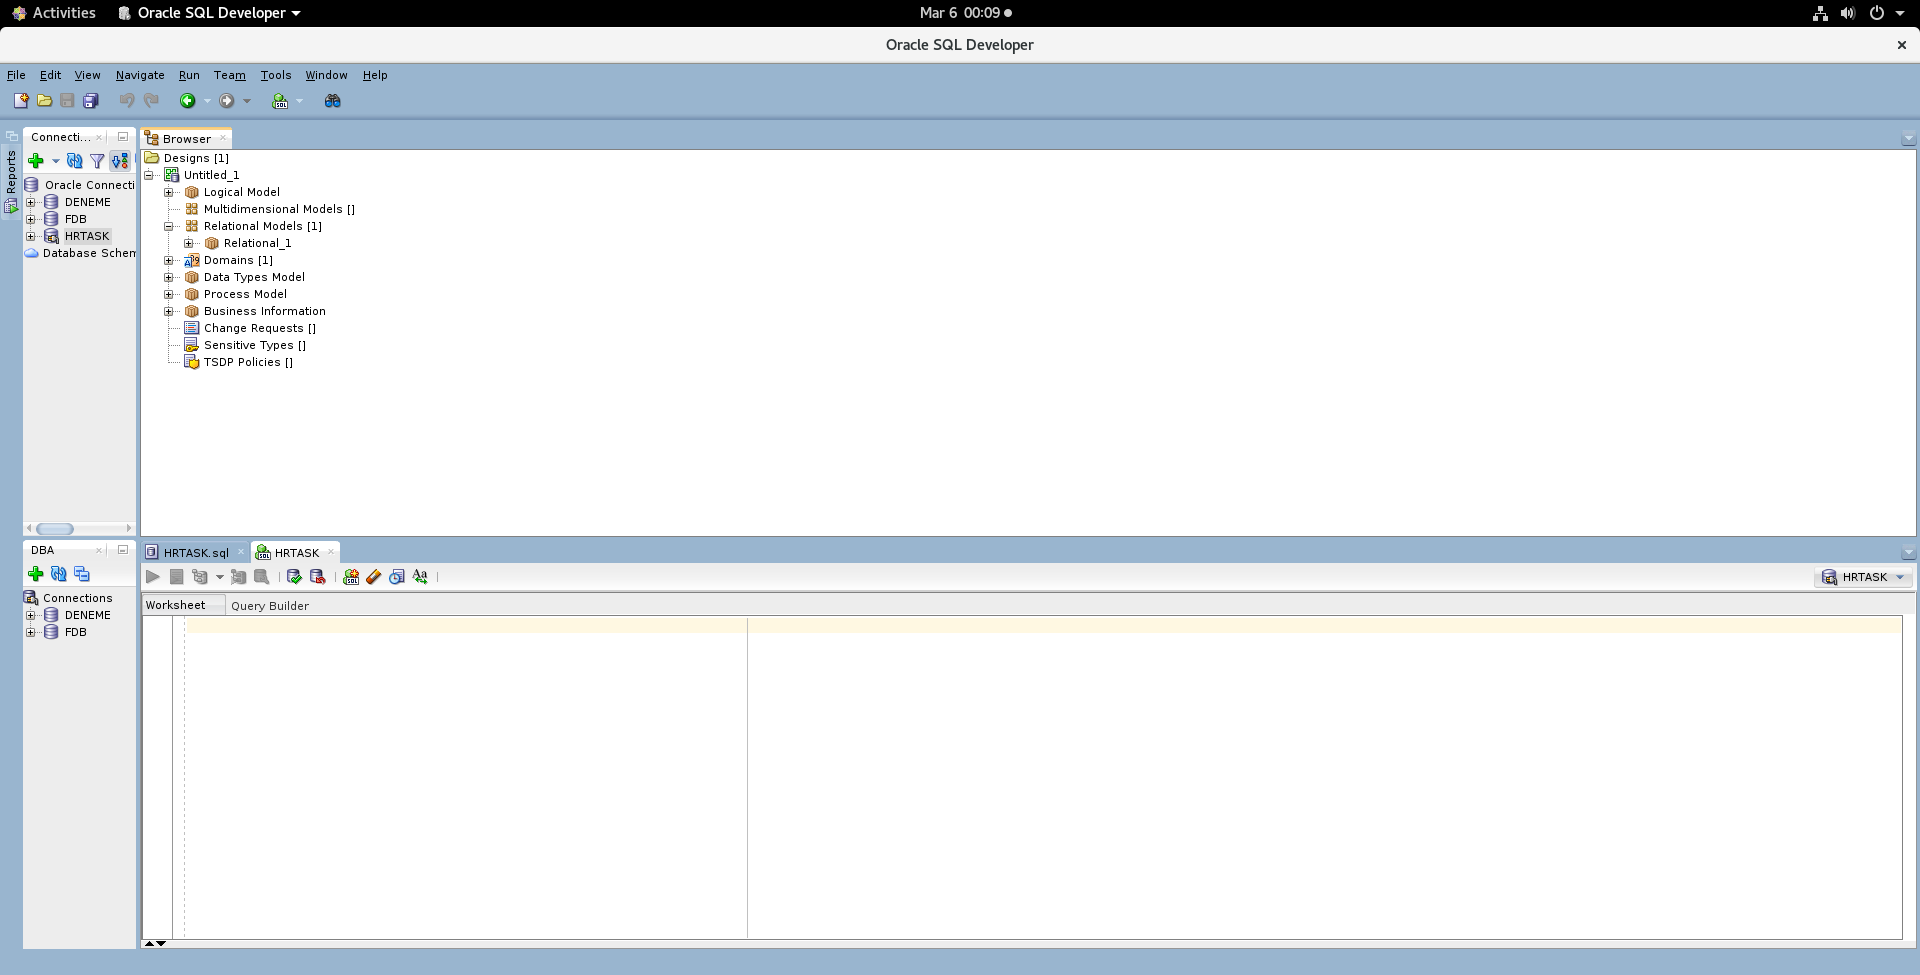 Activities Oracle SQL Developer Mar 6 00:09
Oracle SQL Developer
File Edit View Navigate Run Team Tools Window Help
Reports
Connecti...
Oracle Connecti
DENEME
FDB
HRTASK
Database Schem
Browser
Designs [1]
Untitled_1
Logical Model
Multidimensional Models []
Relational Models [1]
Relational_1
Domains [1]
Data Types Model
Process Model
Business Information
Change Requests []
Sensitive Types []
TSDP Policies []
DBA
Connections
DENEME
FDB
HRTASK.sql HRTASK
HRTASK
Worksheet Query Builder